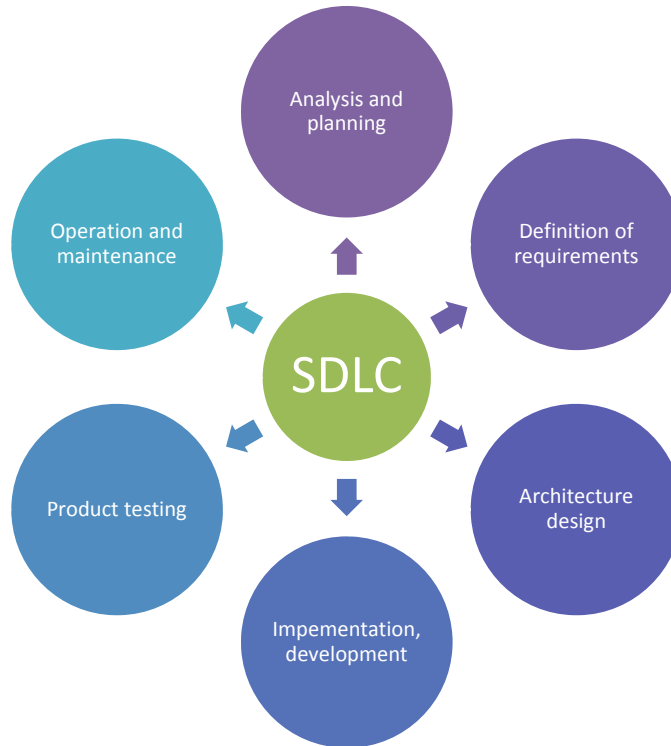 Analysis and
planning
Definition of
requirements
Architecture
design
Impementation,
development
Product testing
Operation and
maintenance
SDLC